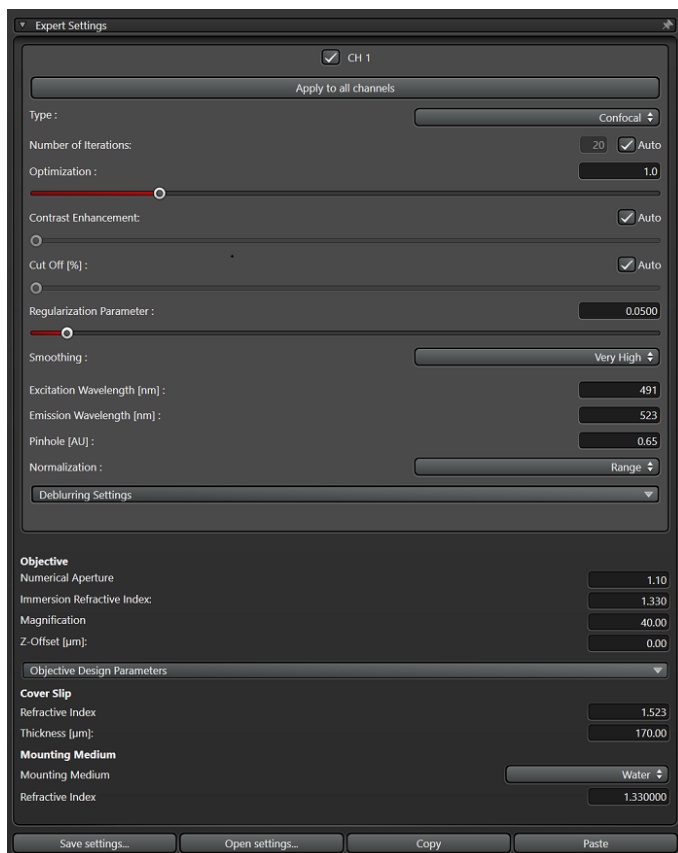 Expert Settings
CH 1
Apply to all channels
Type : Confocal
Number of Iterations: 20 Auto
Optimization : 1.0
Contrast Enhancement: Auto
Cut Off [%] : Auto
Regularization Parameter : 0.0500
Smoothing : Very High
Excitation Wavelength [nm] : 491
Emission Wavelength [nm] : 523
Pinhole [AU] : 0.65
Normalization : Range
Deblurring Settings
Objective
Numerical Aperture 1.10
Immersion Refractive Index: 1.330
Magnification 40.00
Z-Offset [µm]: 0.00
Objective Design Parameters
Cover Slip
Refractive Index 1.523
Thickness [µm]: 170.00
Mounting Medium
Mounting Medium Water
Refractive Index 1.330000
Save settings... Open settings... Copy Paste